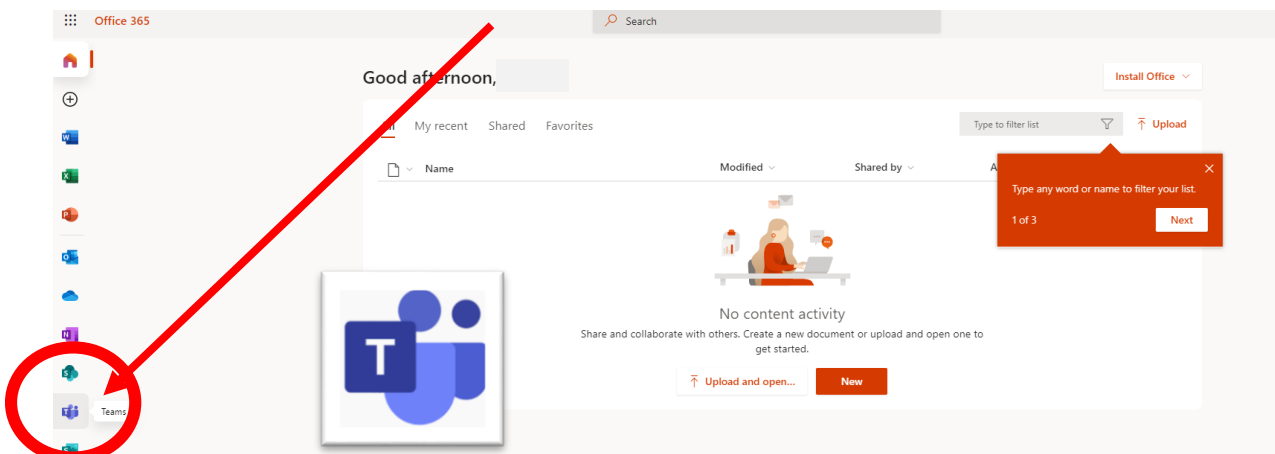 Office 365
Search
Good afternoon,
Install Office
All My recent Shared Favorites
Type to filter list
Upload
Name Modified Shared by A
Type any word or name to filter your list.
1 of 3 Next
W
X
P
O
N
S
T
Teams
S
T
No content activity
Share and collaborate with others. Create a new document or upload and open one to
get started.
Upload and open... New